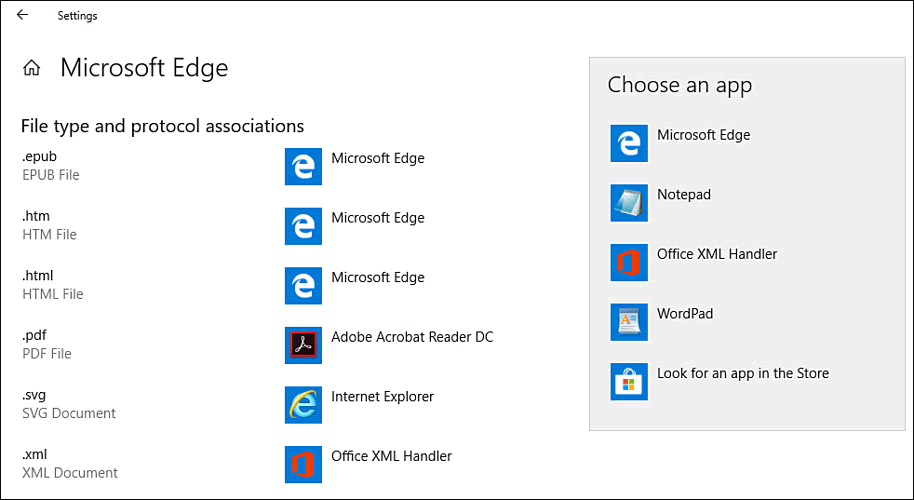 Settings
Microsoft Edge
File type and protocol associations
.epub
EPUB File
Microsoft Edge
.htm
HTM File
Microsoft Edge
.html
HTML File
Microsoft Edge
.pdf
PDF File
Adobe Acrobat Reader DC
.svg
SVG Document
Internet Explorer
.xml
XML Document
Office XML Handler
Choose an app
Microsoft Edge
Notepad
Office XML Handler
WordPad
Look for an app in the Store